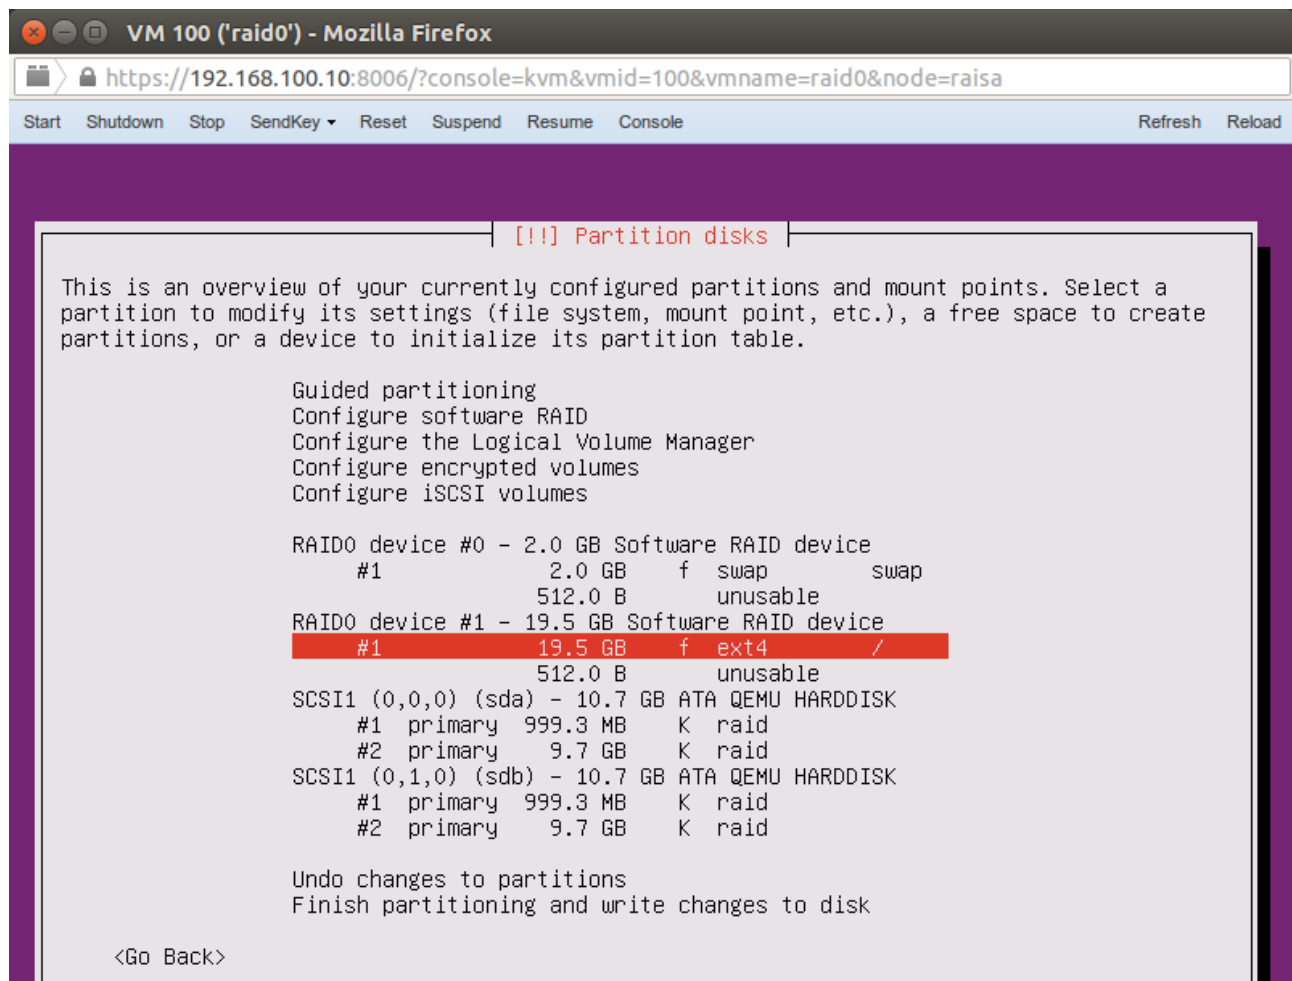 VM 100 ('raid0') - Mozilla Firefox
https://192.168.100.10:8006/?console=kvm&vmid=100&vmname=raid0&node=raisa
Start Shutdown Stop SendKey Reset Suspend Resume Console Refresh Reload
[!!] Partition disks
This is an overview of your currently configured partitions and mount points. Select a
partition to modify its settings (file system, mount point, etc.), a free space to create
partitions, or a device to initialize its partition table.
Guided partitioning
Configure software RAID
Configure the Logical Volume Manager
Configure encrypted volumes
Configure iSCSI volumes
RAID0 device #0 - 2.0 GB Software RAID device
#1 2.0 GB f swap swap
512.0 B unusable
RAID0 device #1 - 19.5 GB Software RAID device
#1 19.5 GB f ext4 /
512.0 B unusable
SCSI1 (0,0,0) (sda) - 10.7 GB ATA QEMU HARDDISK
#1 primary 999.3 MB K raid
#2 primary 9.7 GB K raid
SCSI1 (0,1,0) (sdb) - 10.7 GB ATA QEMU HARDDISK
#1 primary 999.3 MB K raid
#2 primary 9.7 GB K raid
Undo changes to partitions
Finish partitioning and write changes to disk
<Go Back>